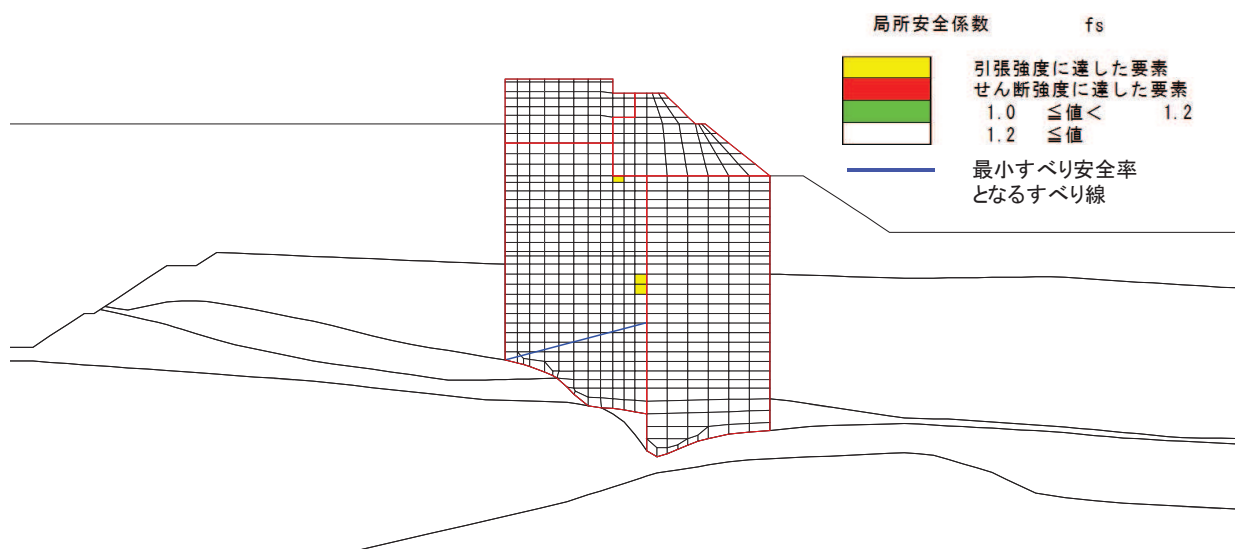 局所安全係数 fs
引張強度に達した要素
せん断強度に達した要素
1.0 ≦値< 1.2
1.2 ≦値
最小すべり安全率
となるすべり線